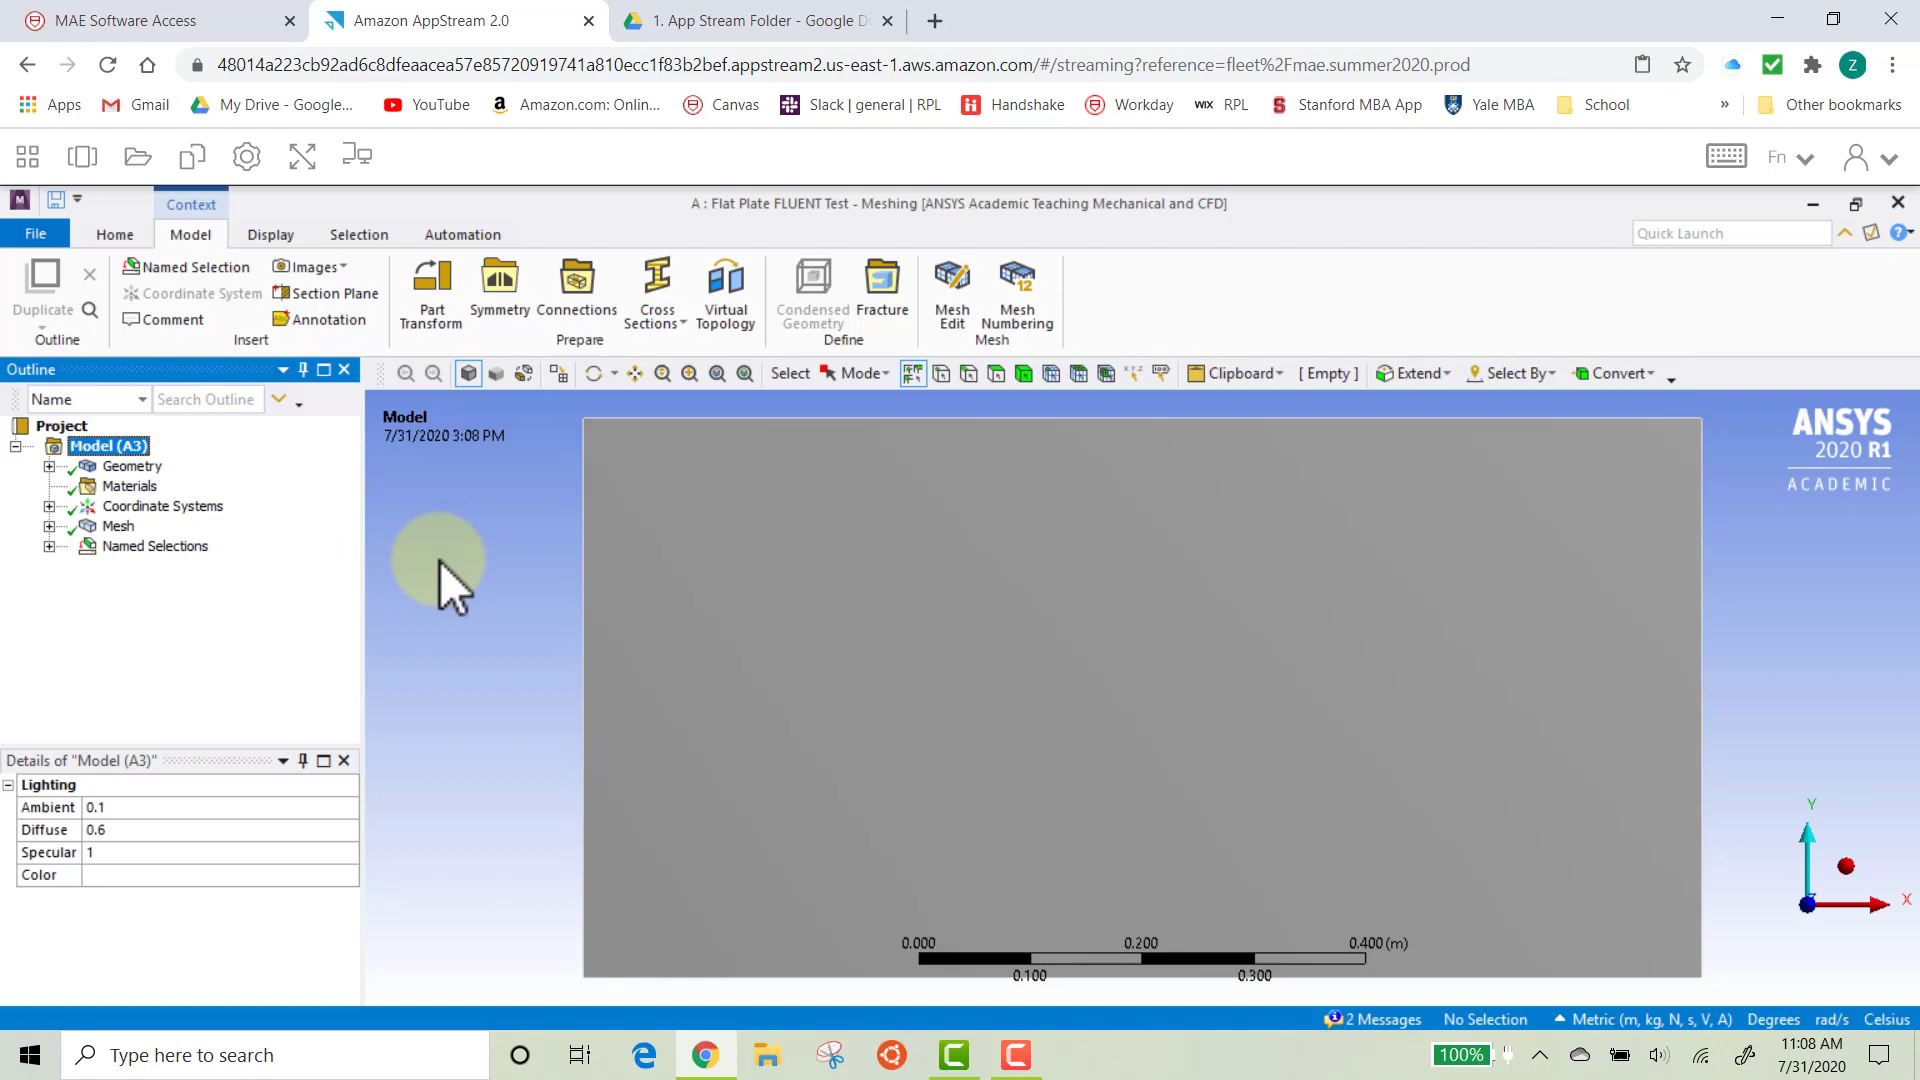 MAE Software Access
Amazon AppStream 2.0
1. App Stream Folder - Google D
48014a223cb92ad6c8dfeaacea57e85720919741a810ecc1f83b2bef.appstream2.us-east-1.aws.amazon.com/#/streaming?reference=fleet%2Fmae.summer2020.prod
Z
Apps
Gmail
My Drive - Google...
YouTube
Amazon.com: Onlin...
Canvas
Slack | general | RPL
Handshake
Workday
WIX RPL
Stanford MBA App
Yale MBA
School
»
Other bookmarks
Fn
M
Context
A : Flat Plate FLUENT Test - Meshing [ANSYS Academic Teaching Mechanical and CFD]
File
Home
Model
Display
Selection
Automation
Quick Launch
Duplicate
Outline
Named Selection
Images
Coordinate System
Section Plane
Comment
Annotation
Insert
Part Transform
Symmetry
Connections
Cross Sections
Virtual Topology
Prepare
Condensed Geometry
Fracture
Define
Mesh Edit
Mesh Numbering
Mesh
Outline
Select
Mode
Clipboard
[ Empty ]
Extend
Select By
Convert
Name
Search Outline
Project
Model (A3)
Geometry
Materials
Coordinate Systems
Mesh
Named Selections
Model
7/31/2020 3:08 PM
ANSYS
2020 R1
ACADEMIC
Details of "Model (A3)"
Lighting
Ambient 0.1
Diffuse 0.6
Specular 1
Color
Y
X
0.000 0.200 0.400 (m)
0.100 0.300
2 Messages
No Selection
Metric (m, kg, N, s, V, A)
Degrees
rad/s
Celsius
Type here to search
100%
11:08 AM
7/31/2020